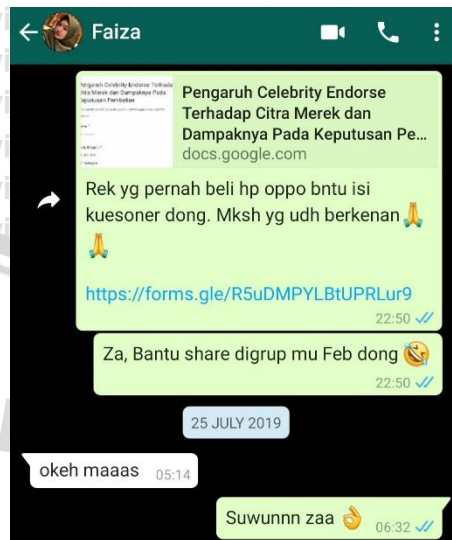 Faiza
Pengaruh Celebrity Endorse
Terhadap Citra Merek dan
Dampaknya Pada Keputusan Pe...
docs.google.com
Rek yg pernah beli hp oppo bntu isi
kuesoner dong. Mksh yg udh berkenan 🙏
🙏
https://forms.gle/R5uDMPYLBtUPRLur9
22:50
Za, Bantu share digrup mu Feb dong 🤣
22:50
25 JULY 2019
okeh maaas 05:14
Suwunnn zaa 👌 06:32